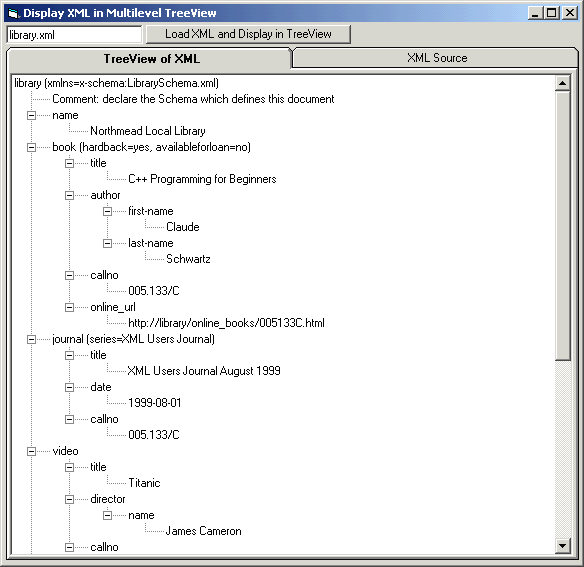 Display XML in Multilevel TreeView
library.xml
Load XML and Display in TreeView
TreeView of XML
XML Source
library (xmlns=x-schema:LibrarySchema.xml)
Comment: declare the Schema which defines this document
name
Northmead Local Library
book (hardback=yes, availableforloan=no)
title
C++ Programming for Beginners
author
first-name
Claude
last-name
Schwartz
callno
005.133/C
online_url
http://library/online_books/005133C.html
journal (series=XML Users Journal)
title
XML Users Journal August 1999
date
1999-08-01
callno
005.133/C
video
title
Titanic
director
name
James Cameron
callno